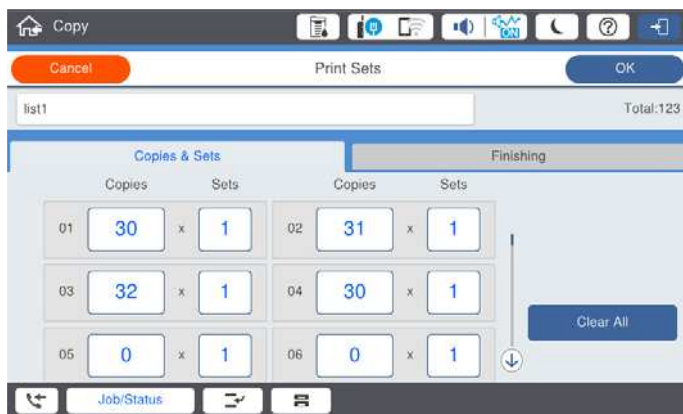 Copy
ON
Cancel
Print Sets
OK
list1
Total:123
Copies & Sets
Finishing
Copies Sets Copies Sets
01 30 x 1 02 31 x 1
03 32 x 1 04 30 x 1
Clear All
05 0 x 1 06 0 x 1
Job/Status